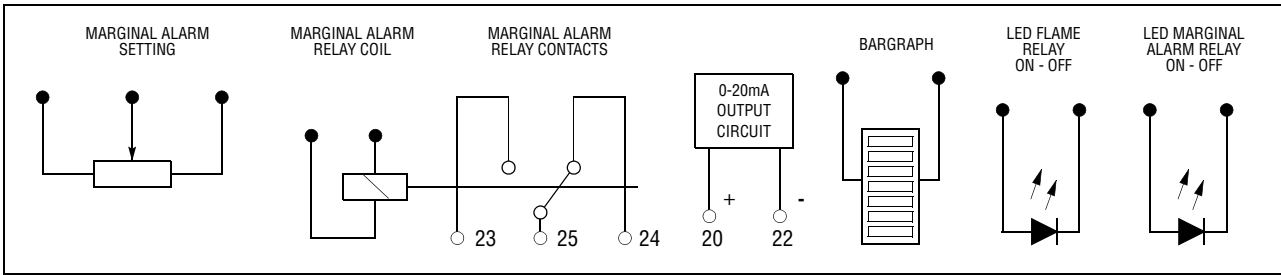 MARGINAL ALARM
SETTING
MARGINAL ALARM
RELAY COIL
MARGINAL ALARM
RELAY CONTACTS
0-20mA
OUTPUT
CIRCUIT
BARGRAPH
LED FLAME
RELAY
ON - OFF
LED MARGINAL
ALARM RELAY
ON - OFF
23
25
24
+
20
-
22